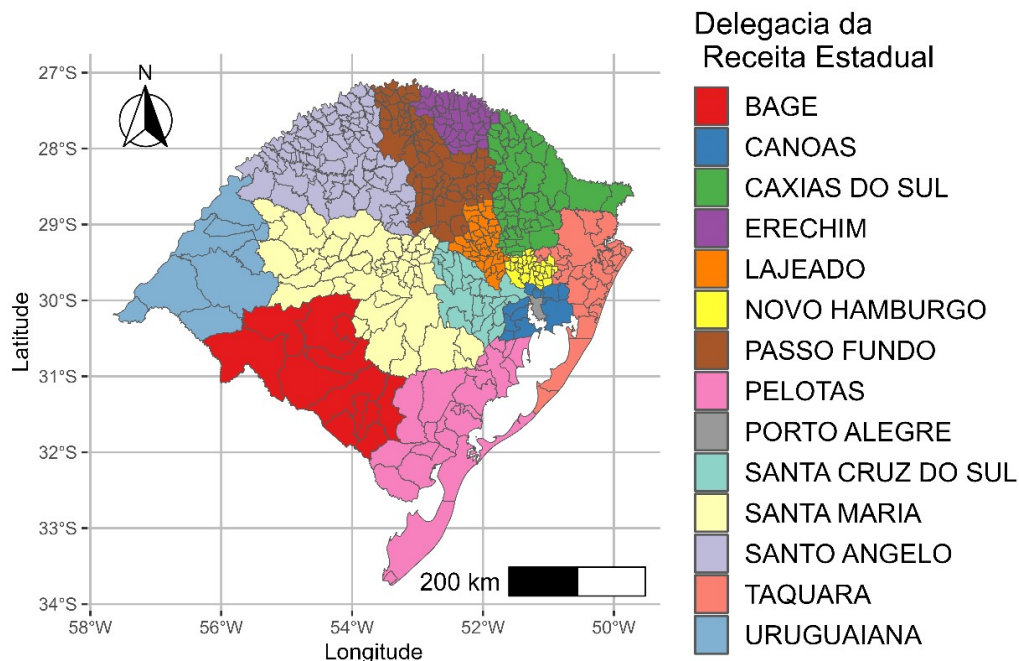 Delegacia da
Receita Estadual
BAGE
CANOAS
CAXIAS DO SUL
ERECHIM
LAJEADO
NOVO HAMBURGO
PASSO FUNDO
PELOTAS
PORTO ALEGRE
SANTA CRUZ DO SUL
SANTA MARIA
SANTO ANGELO
TAQUARA
URUGUAIANA
N
27°S
28°S
29°S
30°S
31°S
32°S
33°S
34°S
Latitude
200 km
58°W
56°W
54°W
52°W
50°W
Longitude